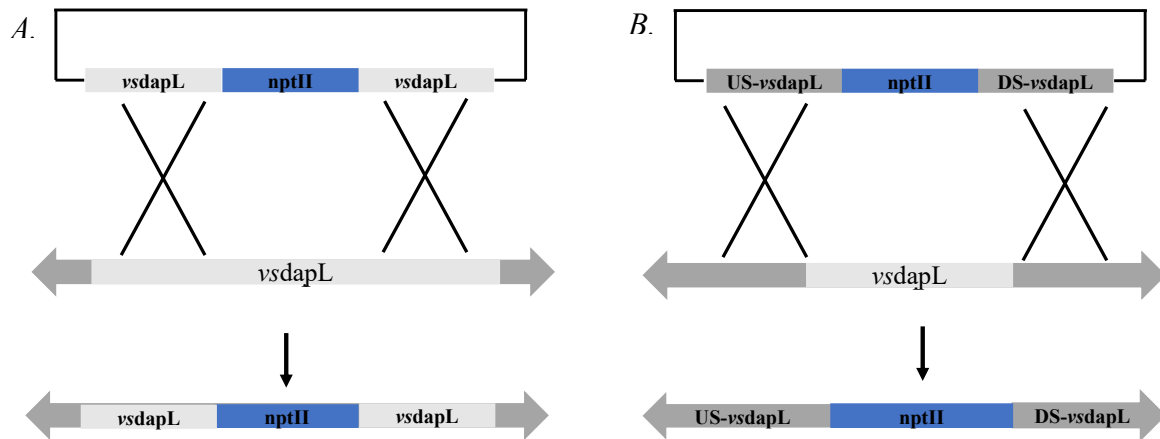 A.
vsdapL nptII vsdapL
vsdapL
vsdapL nptII vsdapL
B.
US-vsdapL nptII DS-vsdapL
vsdapL
US-vsdapL nptII DS-vsdapL